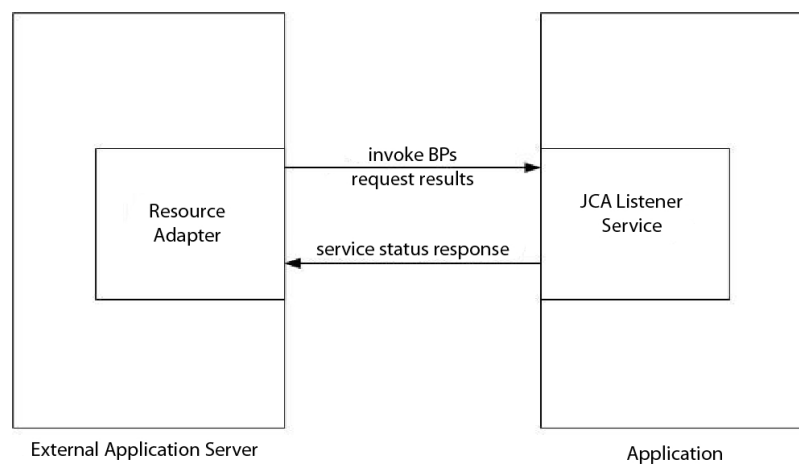 invoke BPs
request results
Resource
Adapter
JCA Listener
Service
service status response
External Application Server
Application